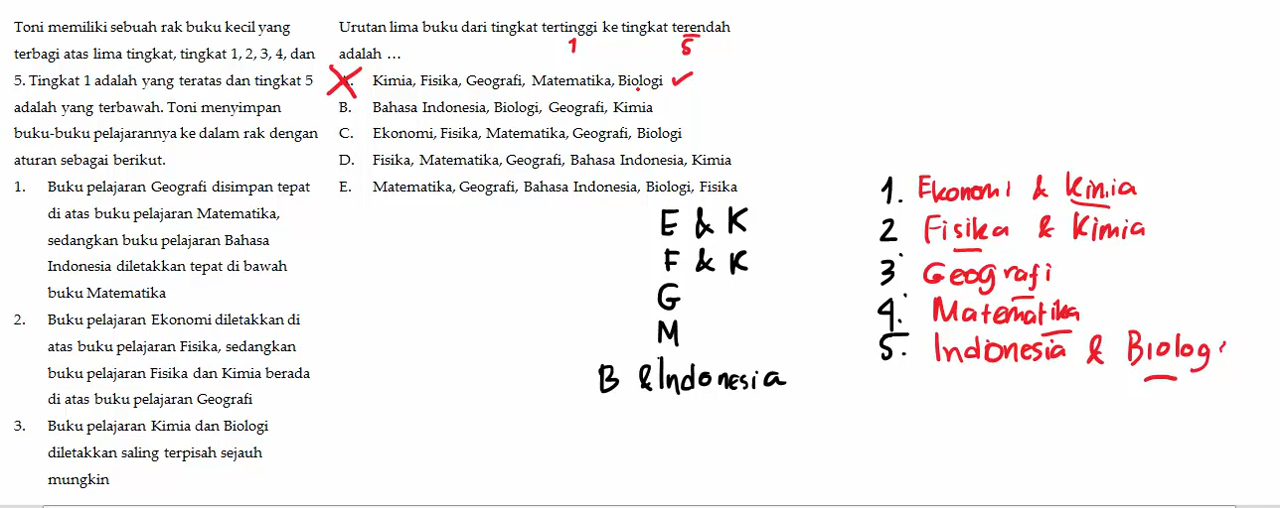 Toni memiliki sebuah rak buku kecil yang
terbagi atas lima tingkat, tingkat 1, 2, 3, 4, dan
5. Tingkat 1 adalah yang teratas dan tingkat 5
adalah yang terbawah. Toni menyimpan
buku-buku pelajarannya ke dalam rak dengan
aturan sebagai berikut.
1. Buku pelajaran Geografi disimpan tepat
di atas buku pelajaran Matematika,
sedangkan buku pelajaran Bahasa
Indonesia diletakkan tepat di bawah
buku Matematika
2. Buku pelajaran Ekonomi diletakkan di
atas buku pelajaran Fisika, sedangkan
buku pelajaran Fisika dan Kimia berada
di atas buku pelajaran Geografi
3. Buku pelajaran Kimia dan Biologi
diletakkan saling terpisah sejauh
mungkin
Urutan lima buku dari tingkat tertinggi ke tingkat terendah
adalah …
1 5
Kimia, Fisika, Geografi, Matematika, Biologi
B. Bahasa Indonesia, Biologi, Geografi, Kimia
C. Ekonomi, Fisika, Matematika, Geografi, Biologi
D. Fisika, Matematika, Geografi, Bahasa Indonesia, Kimia
E. Matematika, Geografi, Bahasa Indonesia, Biologi, Fisika
E & K
F & K
G
M
B & Indonesia
1. Ekonomi & Kimia
2 Fisika & Kimia
3. Geografi
4. Matematika
5. Indonesia & Biolog